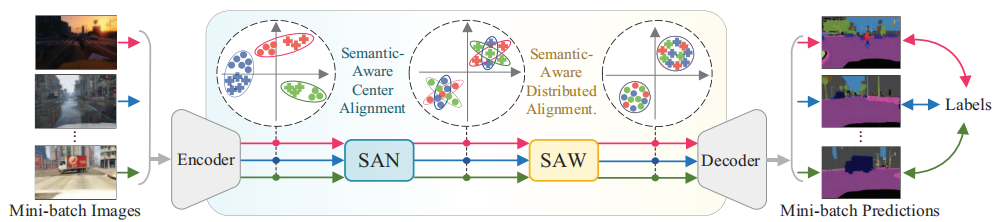 Semantic-
Aware
Center
Alignment
Semantic-
Aware
Distributed
Alignment.
Encoder
SAN
SAW
Decoder
Labels
Mini-batch Images
Mini-batch Predictions